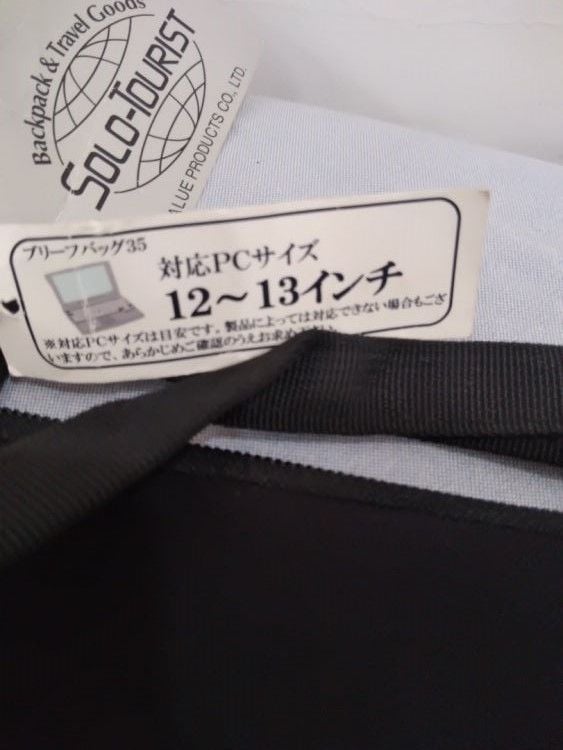 Backpack & Travel Goods
SOLO-TOURIST
ALUE PRODUCTS CO., LTD.
ブリーフバッグ35
対応PCサイズ
12〜13インチ
※対応PCサイズは目安です。製品によっては対応できない場合もござ
いますので、あらかじめご確認のうえお求め